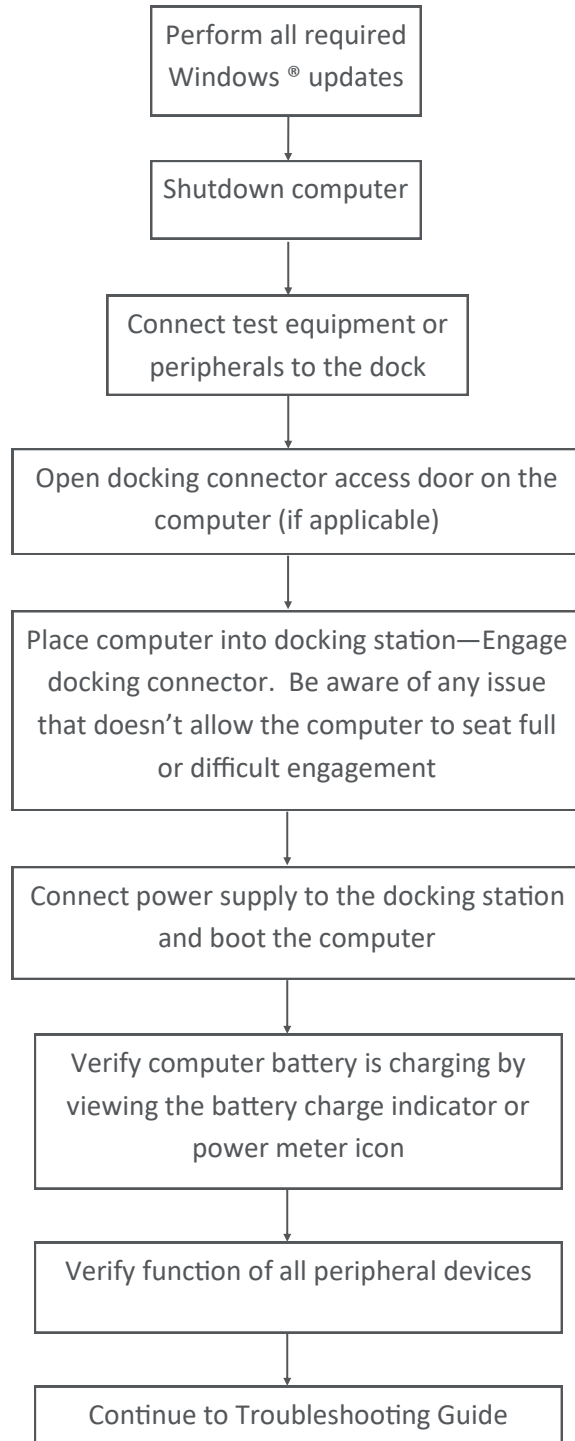 Perform all required
Windows ® updates
Shutdown computer
Connect test equipment or
peripherals to the dock
Open docking connector access door on the
computer (if applicable)
Place computer into docking station—Engage
docking connector.  Be aware of any issue
that doesn’t allow the computer to seat full
or difficult engagement
Connect power supply to the docking station
and boot the computer
Verify computer battery is charging by
viewing the battery charge indicator or
power meter icon
Verify function of all peripheral devices
Continue to Troubleshooting Guide